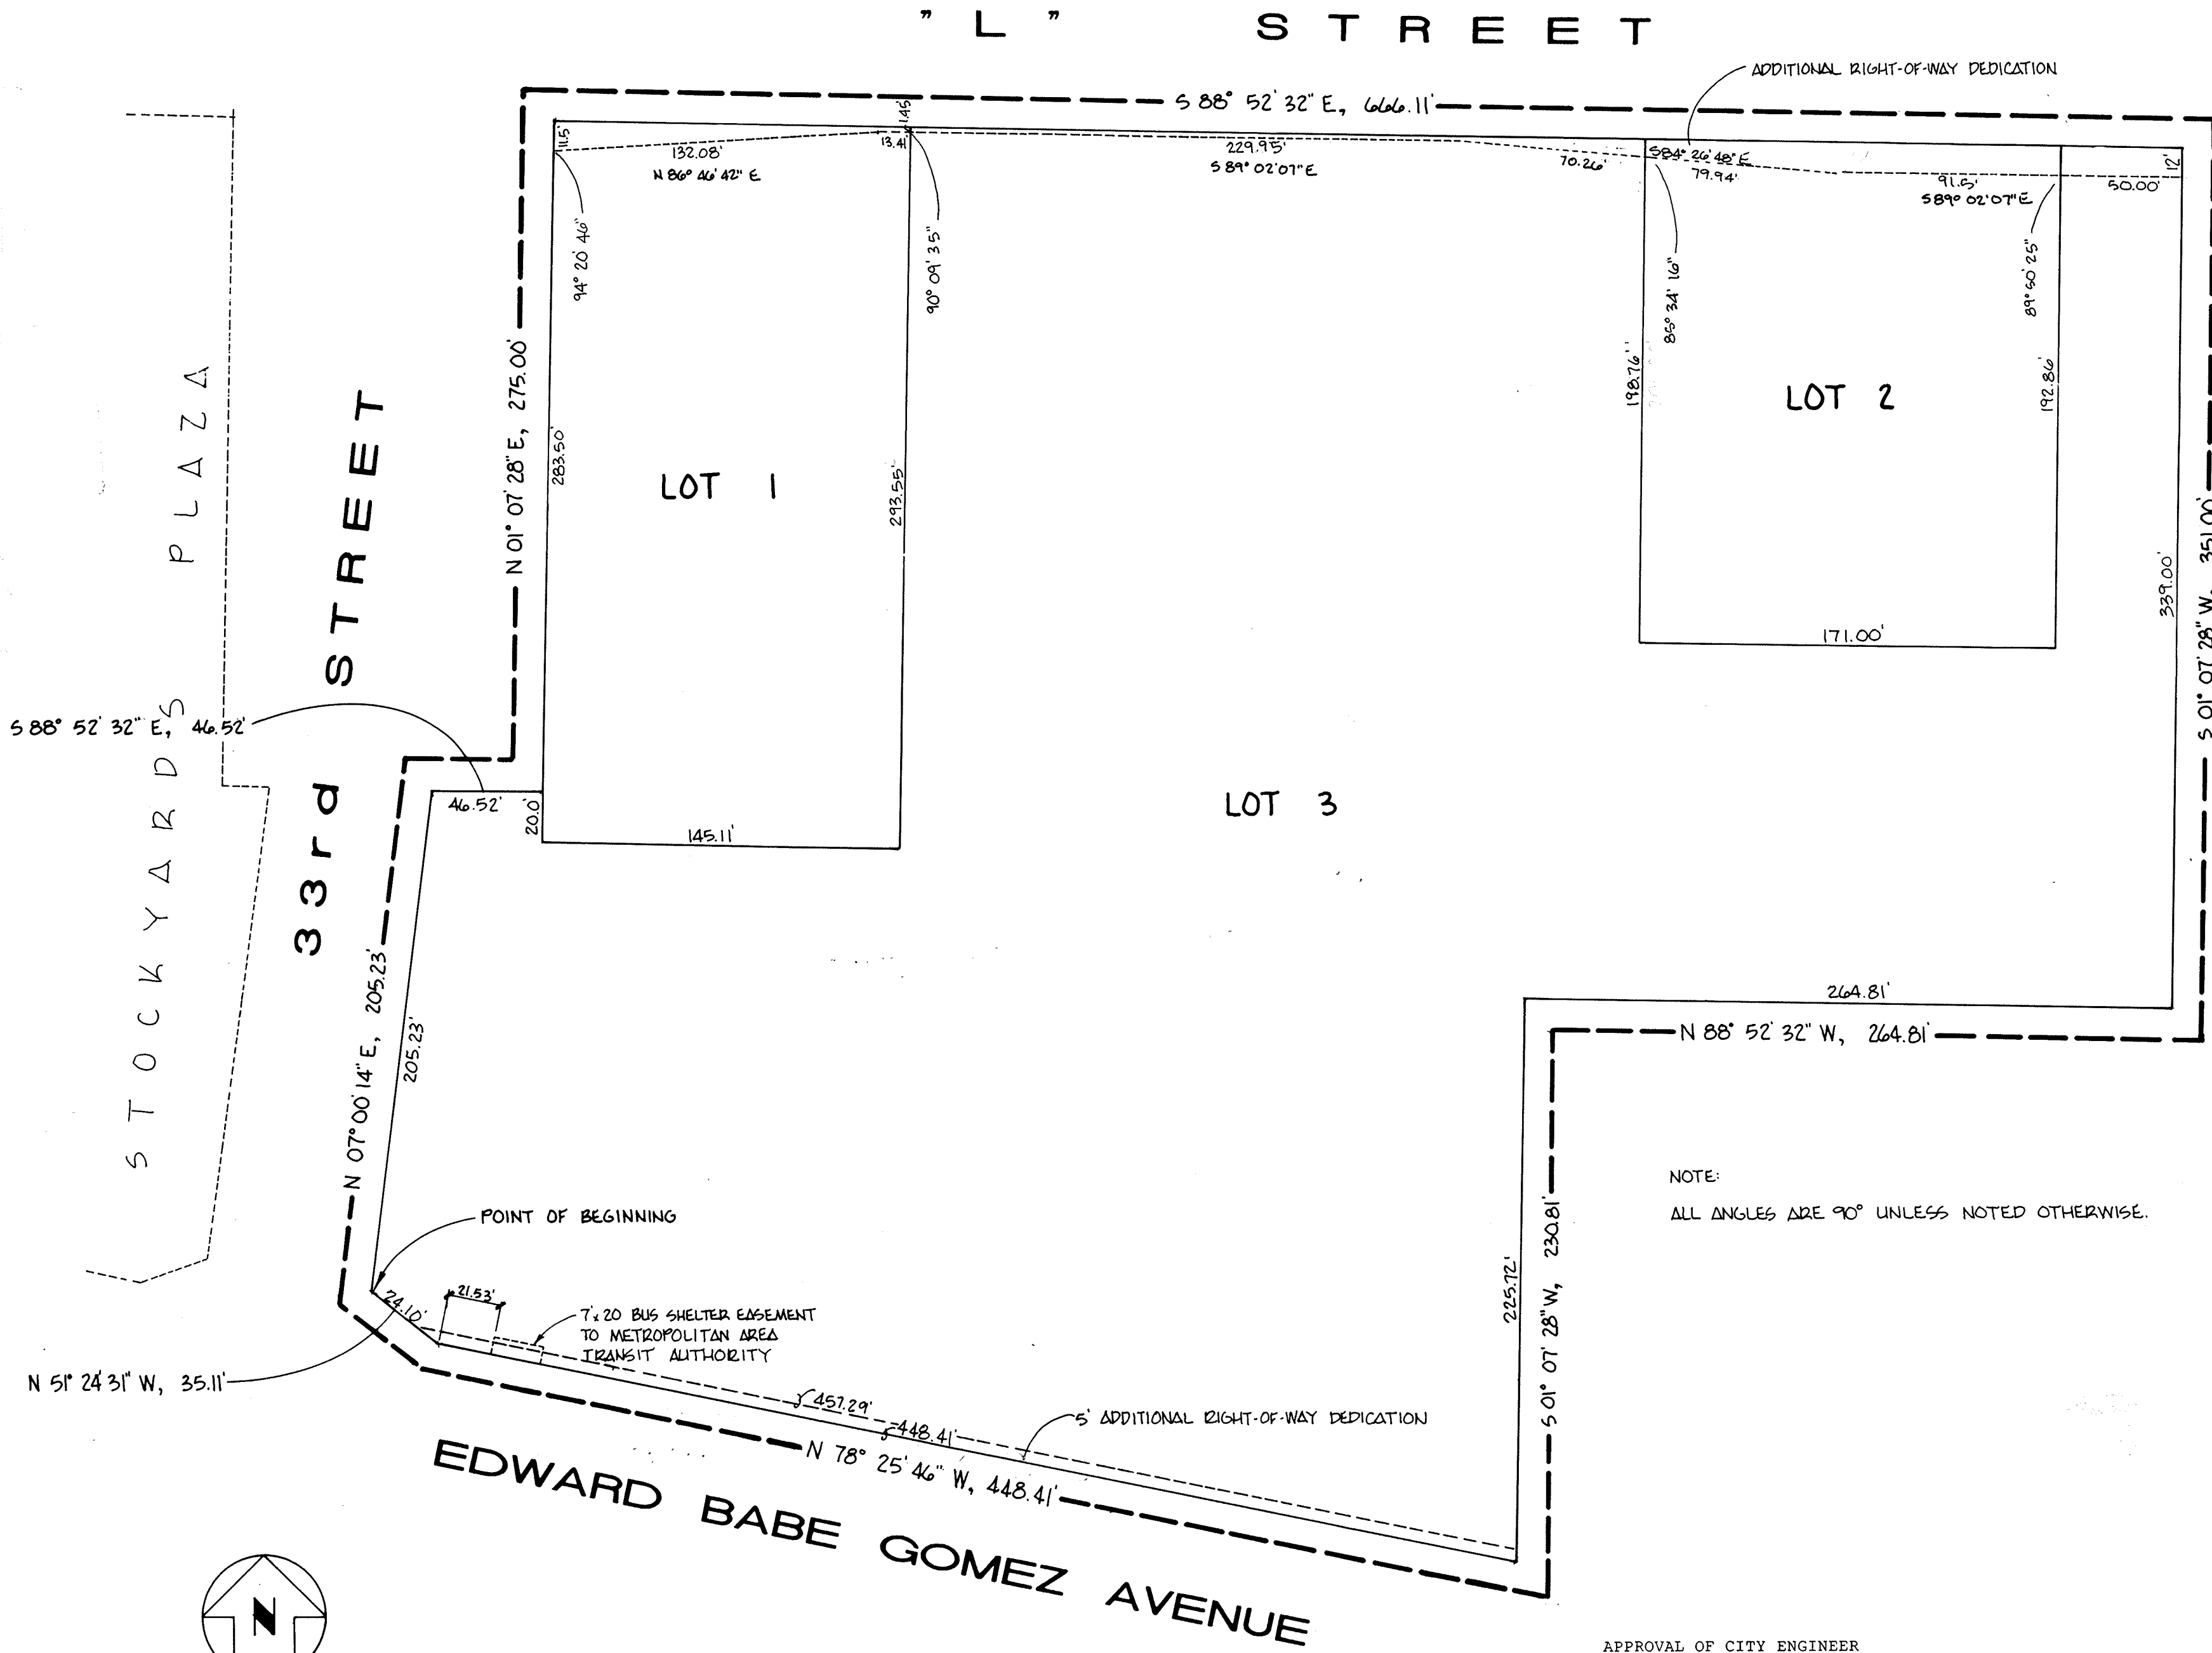 " L " STREET
ADDITIONAL RIGHT-OF-WAY DEDICATION
S 88° 52' 32" E, 666.11'
11.5'
132.08'
N 86° 46' 42" E
13.41
1.45'
229.95'
S 89° 02' 07" E
70.26'
S 84° 26' 48" E
79.94'
91.5'
S 89° 02' 07" E
50.00'
12'
94° 20' 46"
90° 09' 35"
85° 34' 16"
89° 50' 25"
N 01° 07' 28" E, 275.00'
283.50'
LOT 1
293.55'
198.76'
LOT 2
192.86'
171.00'
339.00'
S 01° 07' 28" W, 351.00'
STOCKYARDS PLAZA
33rd STREET
S 88° 52' 32" E, 46.52'
46.52'
20.0'
145.11'
LOT 3
264.81'
N 88° 52' 32" W, 264.81'
N 07° 00' 14" E, 205.23'
205.23'
NOTE:
ALL ANGLES ARE 90° UNLESS NOTED OTHERWISE.
POINT OF BEGINNING
24.10'
21.53'
7'x20 BUS SHELTER EASEMENT
TO METROPOLITAN AREA
TRANSIT AUTHORITY
N 51° 24' 31" W, 35.11'
457.29'
448.41'
5' ADDITIONAL RIGHT-OF-WAY DEDICATION
225.72'
S 01° 07' 28" W, 230.81'
N 78° 25' 46" W, 448.41'
EDWARD BABE GOMEZ AVENUE
N
APPROVAL OF CITY ENGINEER